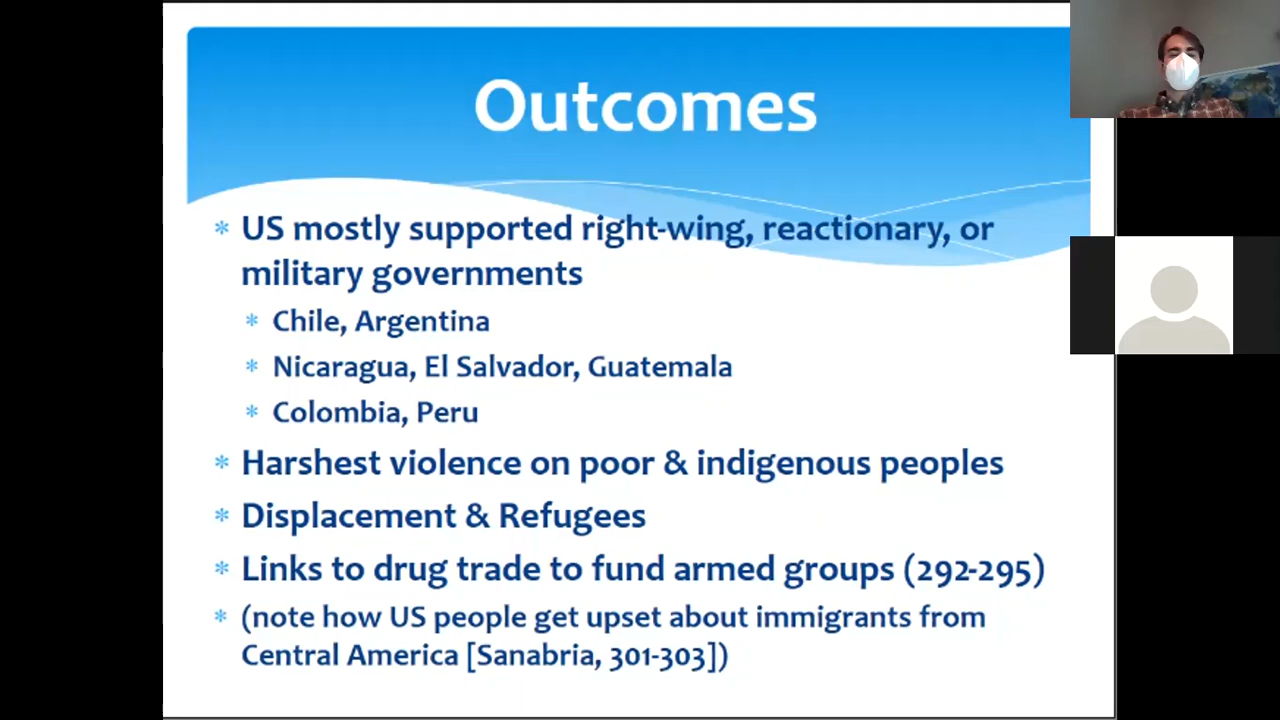 Outcomes
* US mostly supported right-wing, reactionary, or
military governments
* Chile, Argentina
* Nicaragua, El Salvador, Guatemala
* Colombia, Peru
* Harshest violence on poor & indigenous peoples
* Displacement & Refugees
* Links to drug trade to fund armed groups (292-295)
* (note how US people get upset about immigrants from
Central America [Sanabria, 301-303])